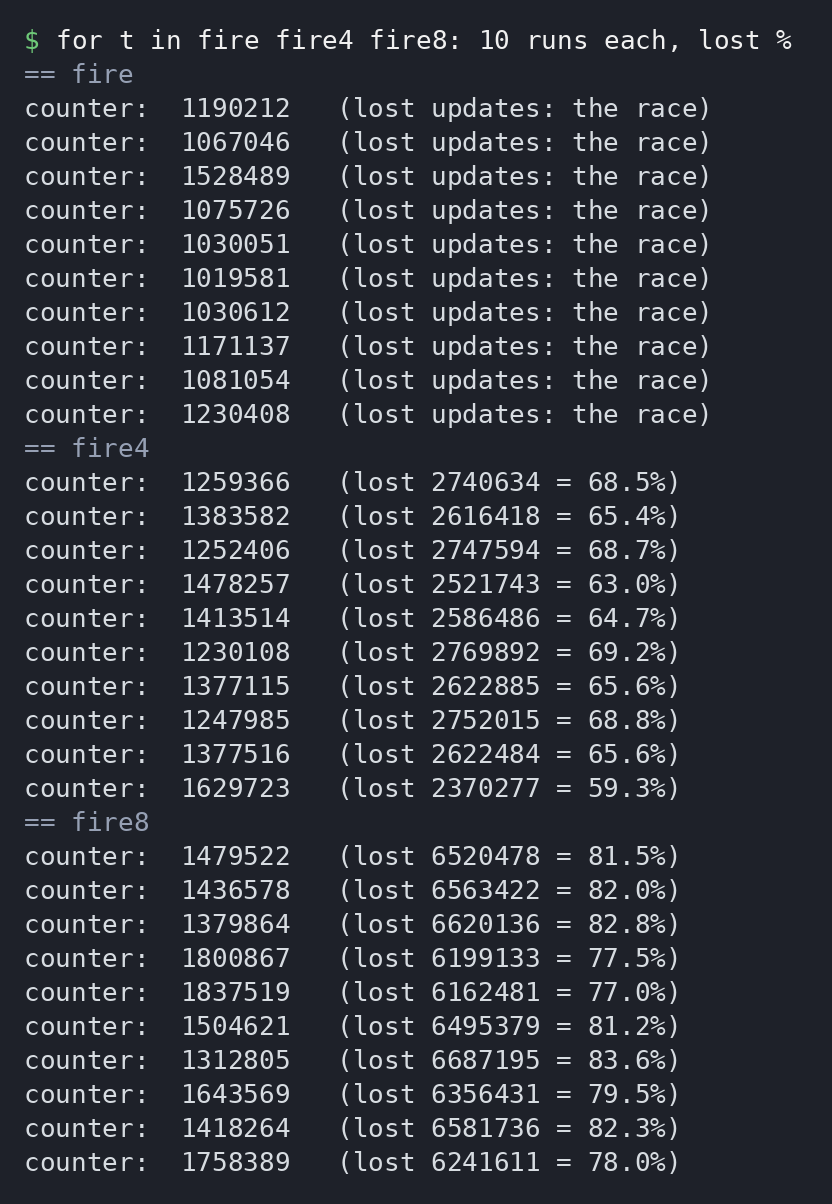 $ for t in fire fire4 fire8: 10 runs each, lost %
== fire
counter:  1190212   (lost updates: the race)
counter:  1067046   (lost updates: the race)
counter:  1528489   (lost updates: the race)
counter:  1075726   (lost updates: the race)
counter:  1030051   (lost updates: the race)
counter:  1019581   (lost updates: the race)
counter:  1030612   (lost updates: the race)
counter:  1171137   (lost updates: the race)
counter:  1081054   (lost updates: the race)
counter:  1230408   (lost updates: the race)
== fire4
counter:  1259366   (lost 2740634 = 68.5%)
counter:  1383582   (lost 2616418 = 65.4%)
counter:  1252406   (lost 2747594 = 68.7%)
counter:  1478257   (lost 2521743 = 63.0%)
counter:  1413514   (lost 2586486 = 64.7%)
counter:  1230108   (lost 2769892 = 69.2%)
counter:  1377115   (lost 2622885 = 65.6%)
counter:  1247985   (lost 2752015 = 68.8%)
counter:  1377516   (lost 2622484 = 65.6%)
counter:  1629723   (lost 2370277 = 59.3%)
== fire8
counter:  1479522   (lost 6520478 = 81.5%)
counter:  1436578   (lost 6563422 = 82.0%)
counter:  1379864   (lost 6620136 = 82.8%)
counter:  1800867   (lost 6199133 = 77.5%)
counter:  1837519   (lost 6162481 = 77.0%)
counter:  1504621   (lost 6495379 = 81.2%)
counter:  1312805   (lost 6687195 = 83.6%)
counter:  1643569   (lost 6356431 = 79.5%)
counter:  1418264   (lost 6581736 = 82.3%)
counter:  1758389   (lost 6241611 = 78.0%)